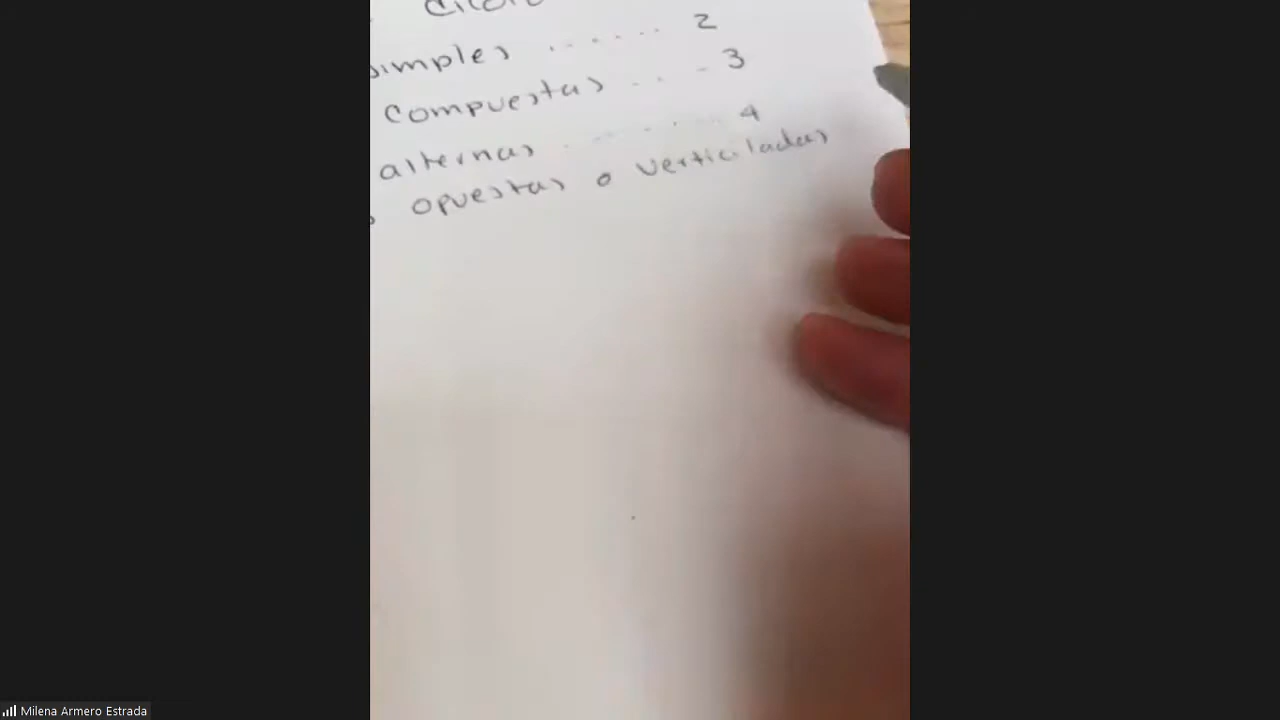 simples ...... 2
compuestas ... 3
alternas ....... 4
opuestas o verticiladas
Milena Armero Estrada